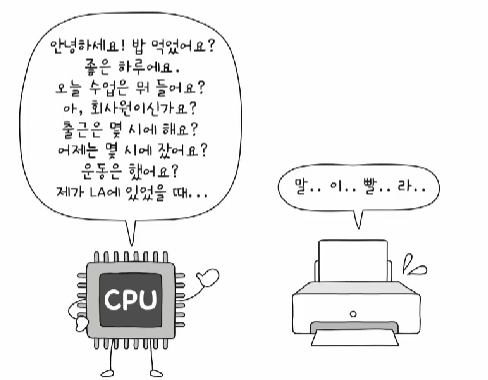 안녕하세요! 밥 먹었어요?
좋은 하루에요.
오늘 수업은 뭐 들어요?
아, 회사원이신가요?
출근은 몇 시에 해요?
어제는 몇 시에 잤어요?
운동은 했어요?
제가 LA에 있었을 때...
말.. 이.. 빨.. 라..
CPU